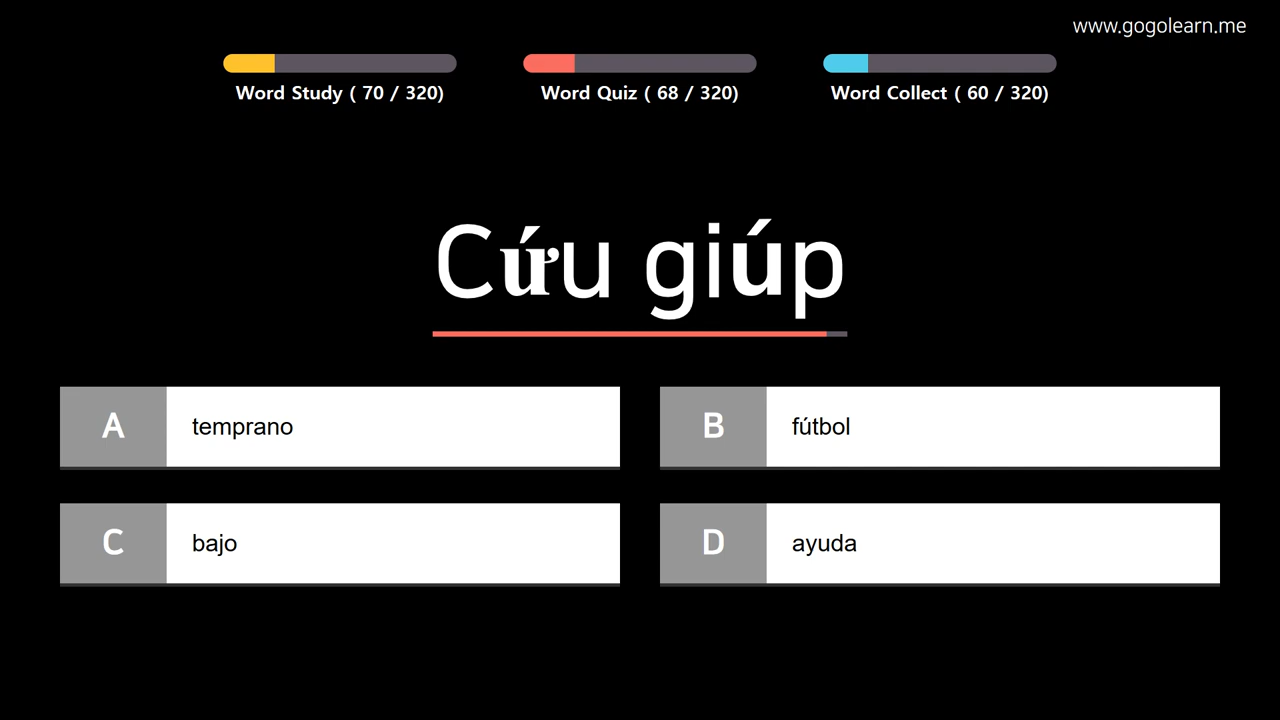 www.gogolearn.me
Word Study ( 70 / 320)
Word Quiz ( 68 / 320)
Word Collect ( 60 / 320)
Cứu giúp
A temprano
B fútbol
C bajo
D ayuda